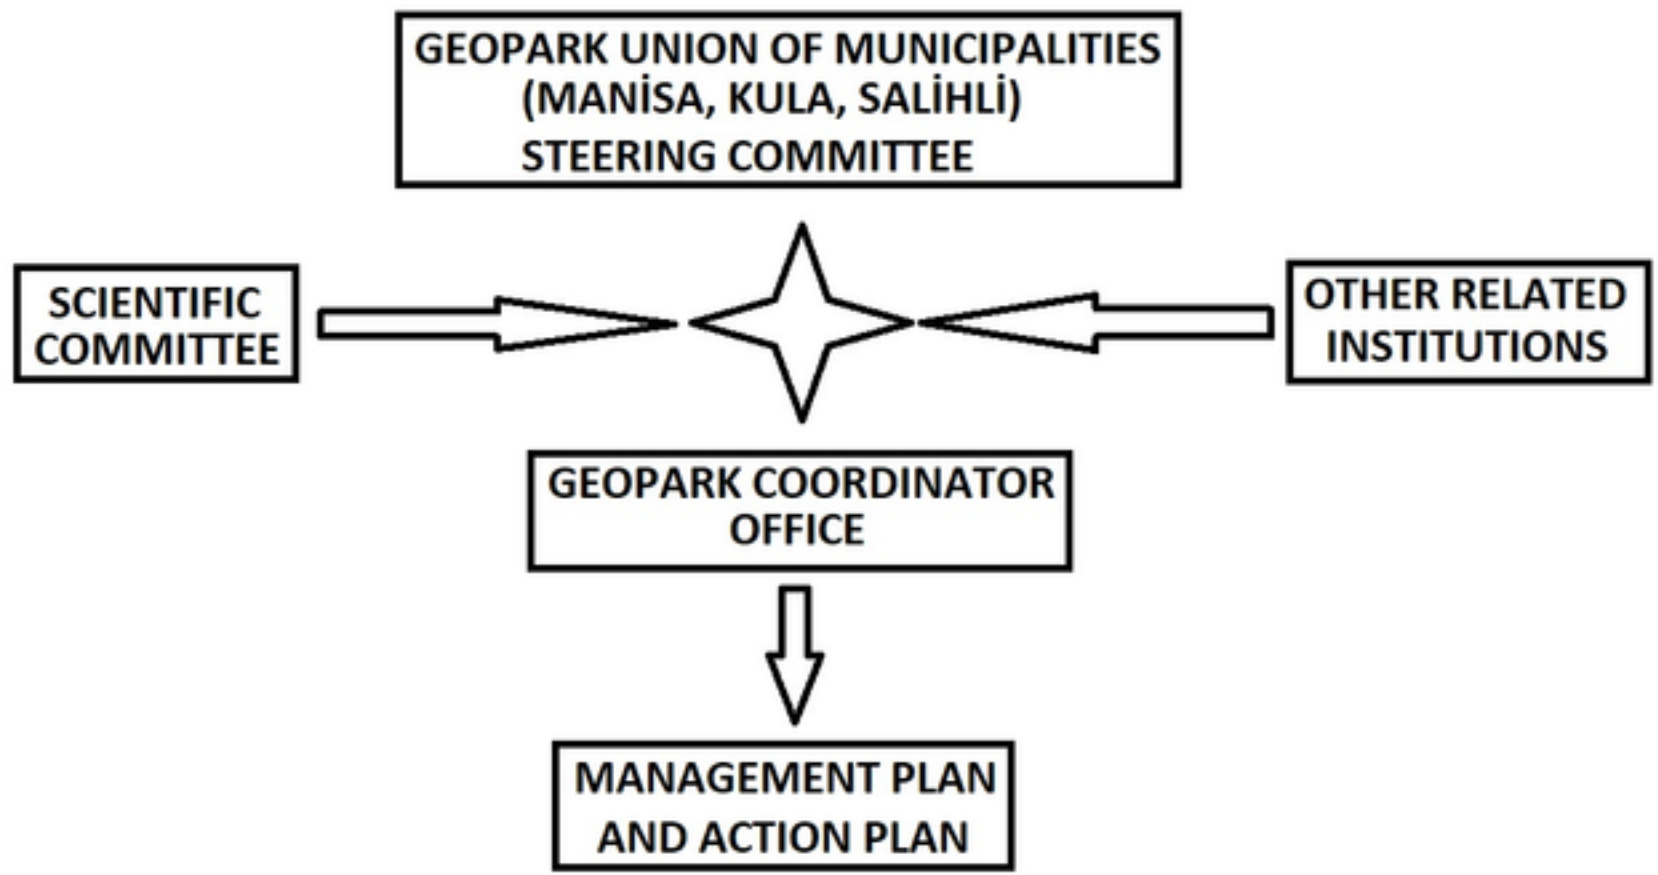 GEOPARK UNION OF MUNICIPALITIES
(MANİSA, KULA, SALİHLİ)
STEERING COMMITTEE
SCIENTIFIC
COMMITTEE
OTHER RELATED
INSTITUTIONS
GEOPARK COORDINATOR
OFFICE
MANAGEMENT PLAN
AND ACTION PLAN